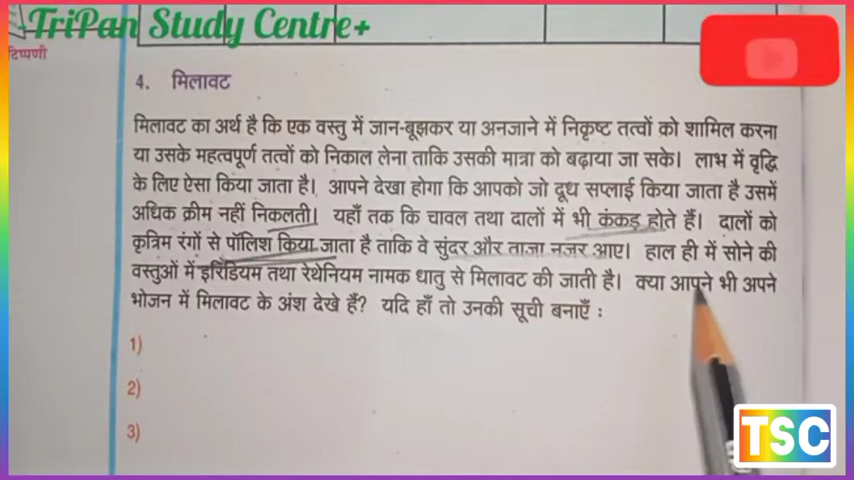 TriPan Study Centre+
टिप्पणी
4. मिलावट
मिलावट का अर्थ है कि एक वस्तु में जान-बूझकर या अनजाने में निकृष्ट तत्वों को शामिल करना
या उसके महत्वपूर्ण तत्वों को निकाल लेना ताकि उसकी मात्रा को बढ़ाया जा सके। लाभ में वृद्धि
के लिए ऐसा किया जाता है। आपने देखा होगा कि आपको जो दूध सप्लाई किया जाता है उसमें
अधिक क्रीम नहीं निकलती। यहाँ तक कि चावल तथा दालों में भी कंकड़ होते हैं। दालों को
कृत्रिम रंगों से पॉलिश किया जाता है ताकि वे सुंदर और ताजा नजर आए। हाल ही में सोने की
वस्तुओं में इरिडियम तथा रेथेनियम नामक धातु से मिलावट की जाती है। क्या आपने भी अपने
भोजन में मिलावट के अंश देखे हैं? यदि हाँ तो उनकी सूची बनाएँ :
1)
2)
3)
TSC